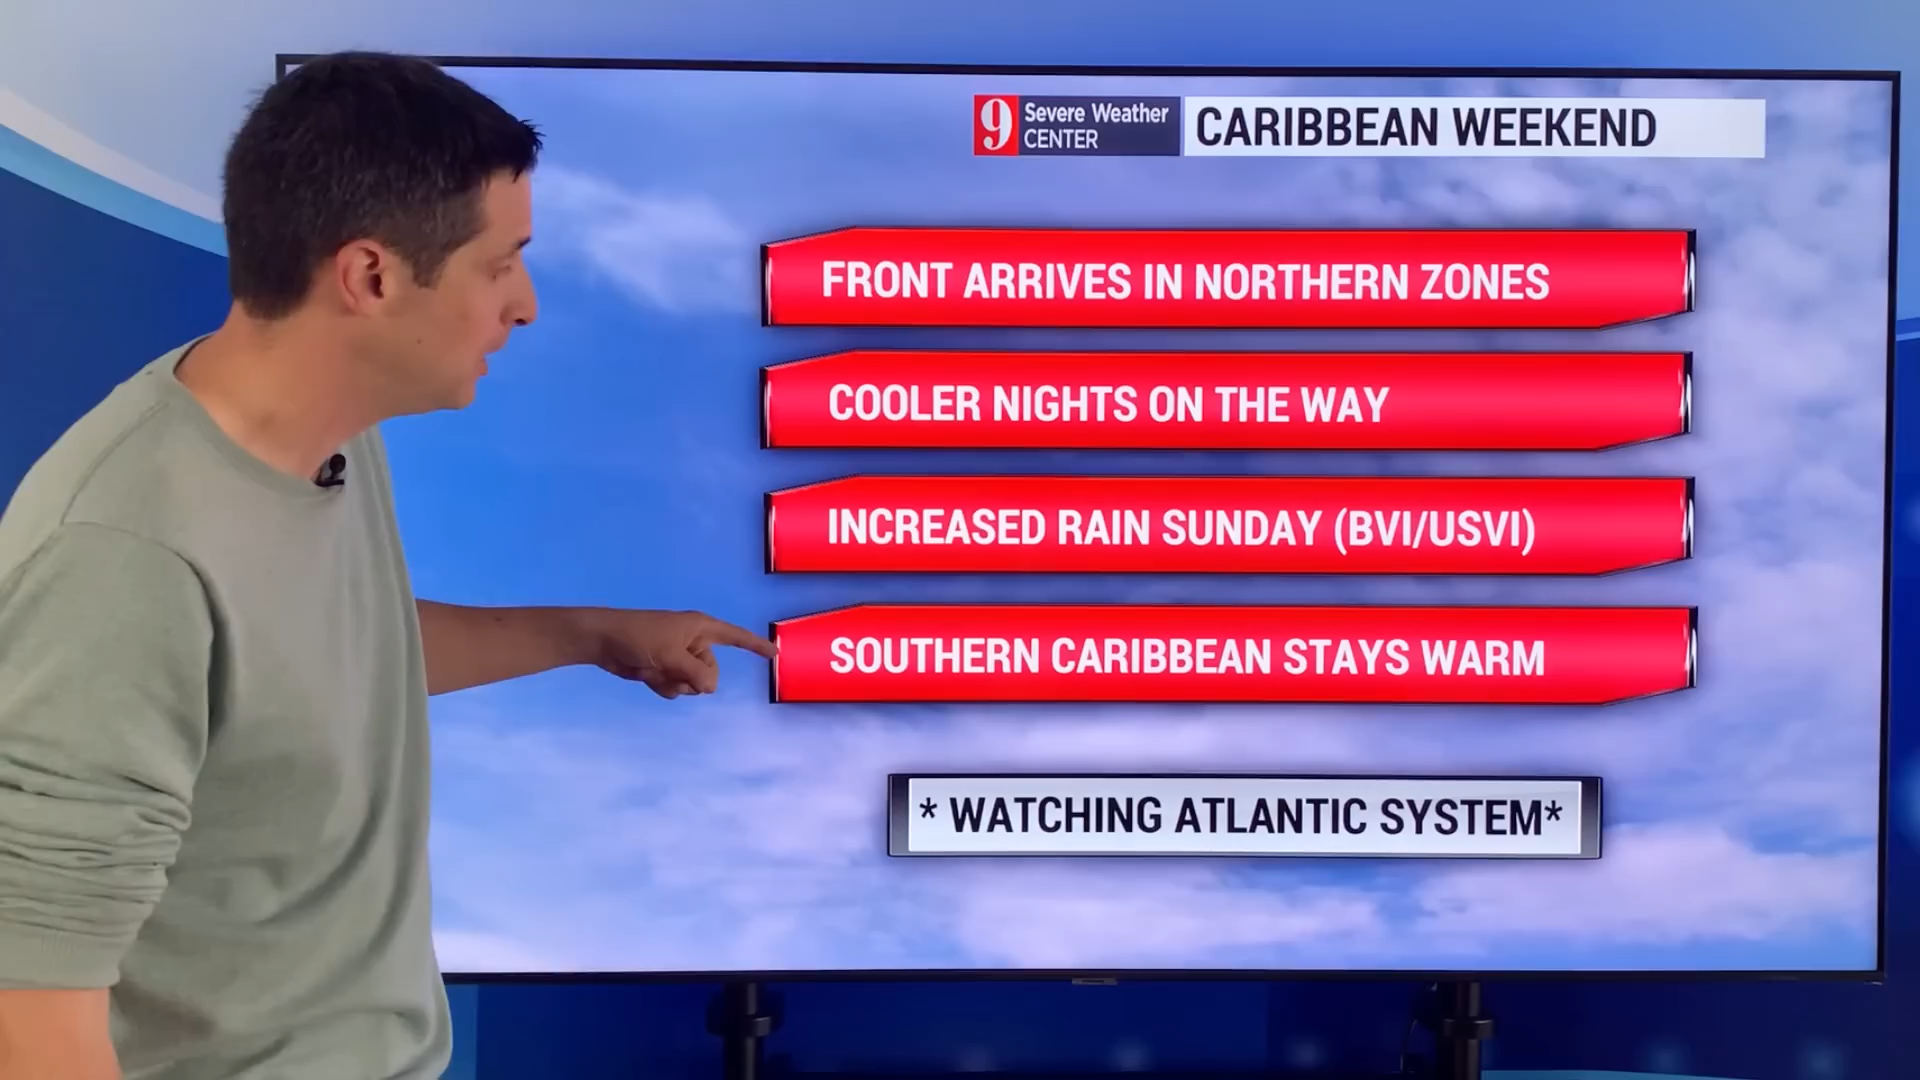 9 Severe Weather
CENTER
CARIBBEAN WEEKEND
FRONT ARRIVES IN NORTHERN ZONES
COOLER NIGHTS ON THE WAY
INCREASED RAIN SUNDAY (BVI/USVI)
SOUTHERN CARIBBEAN STAYS WARM
* WATCHING ATLANTIC SYSTEM*